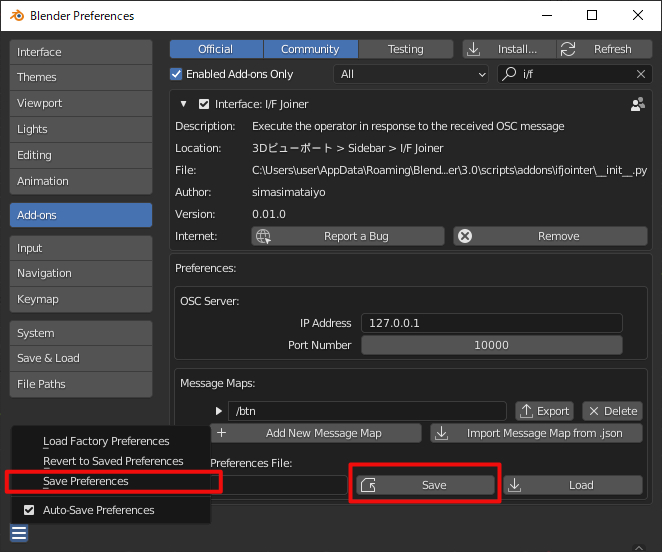 Blender Preferences
Interface
Themes
Viewport
Lights
Editing
Animation
Add-ons
Input
Navigation
Keymap
System
Save & Load
File Paths
Official Community Testing Install... Refresh
Enabled Add-ons Only All i/f
Interface: I/F Joiner
Description: Execute the operator in response to the received OSC message
Location: 3Dビューポート > Sidebar > I/F Joiner
File: C:\Users\user\AppData\Roaming\Blend...er\3.0\scripts\addons\ifjointer\__init__.py
Author: simasimataiyo
Version: 0.01.0
Internet: Report a Bug Remove
Preferences:
OSC Server:
IP Address 127.0.0.1
Port Number 10000
Message Maps:
/btn Export Delete
Add New Message Map Import Message Map from .json
Preferences File:
Save Load
Load Factory Preferences
Revert to Saved Preferences
Save Preferences
Auto-Save Preferences